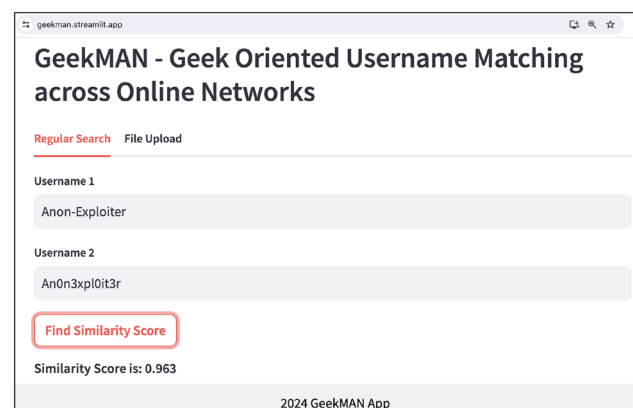 geekman.streamlit.app
GeekMAN - Geek Oriented Username Matching
across Online Networks
Regular Search File Upload
Username 1
Anon-Exploiter
Username 2
An0n3xpl0it3r
Find Similarity Score
Similarity Score is: 0.963
2024 GeekMAN App